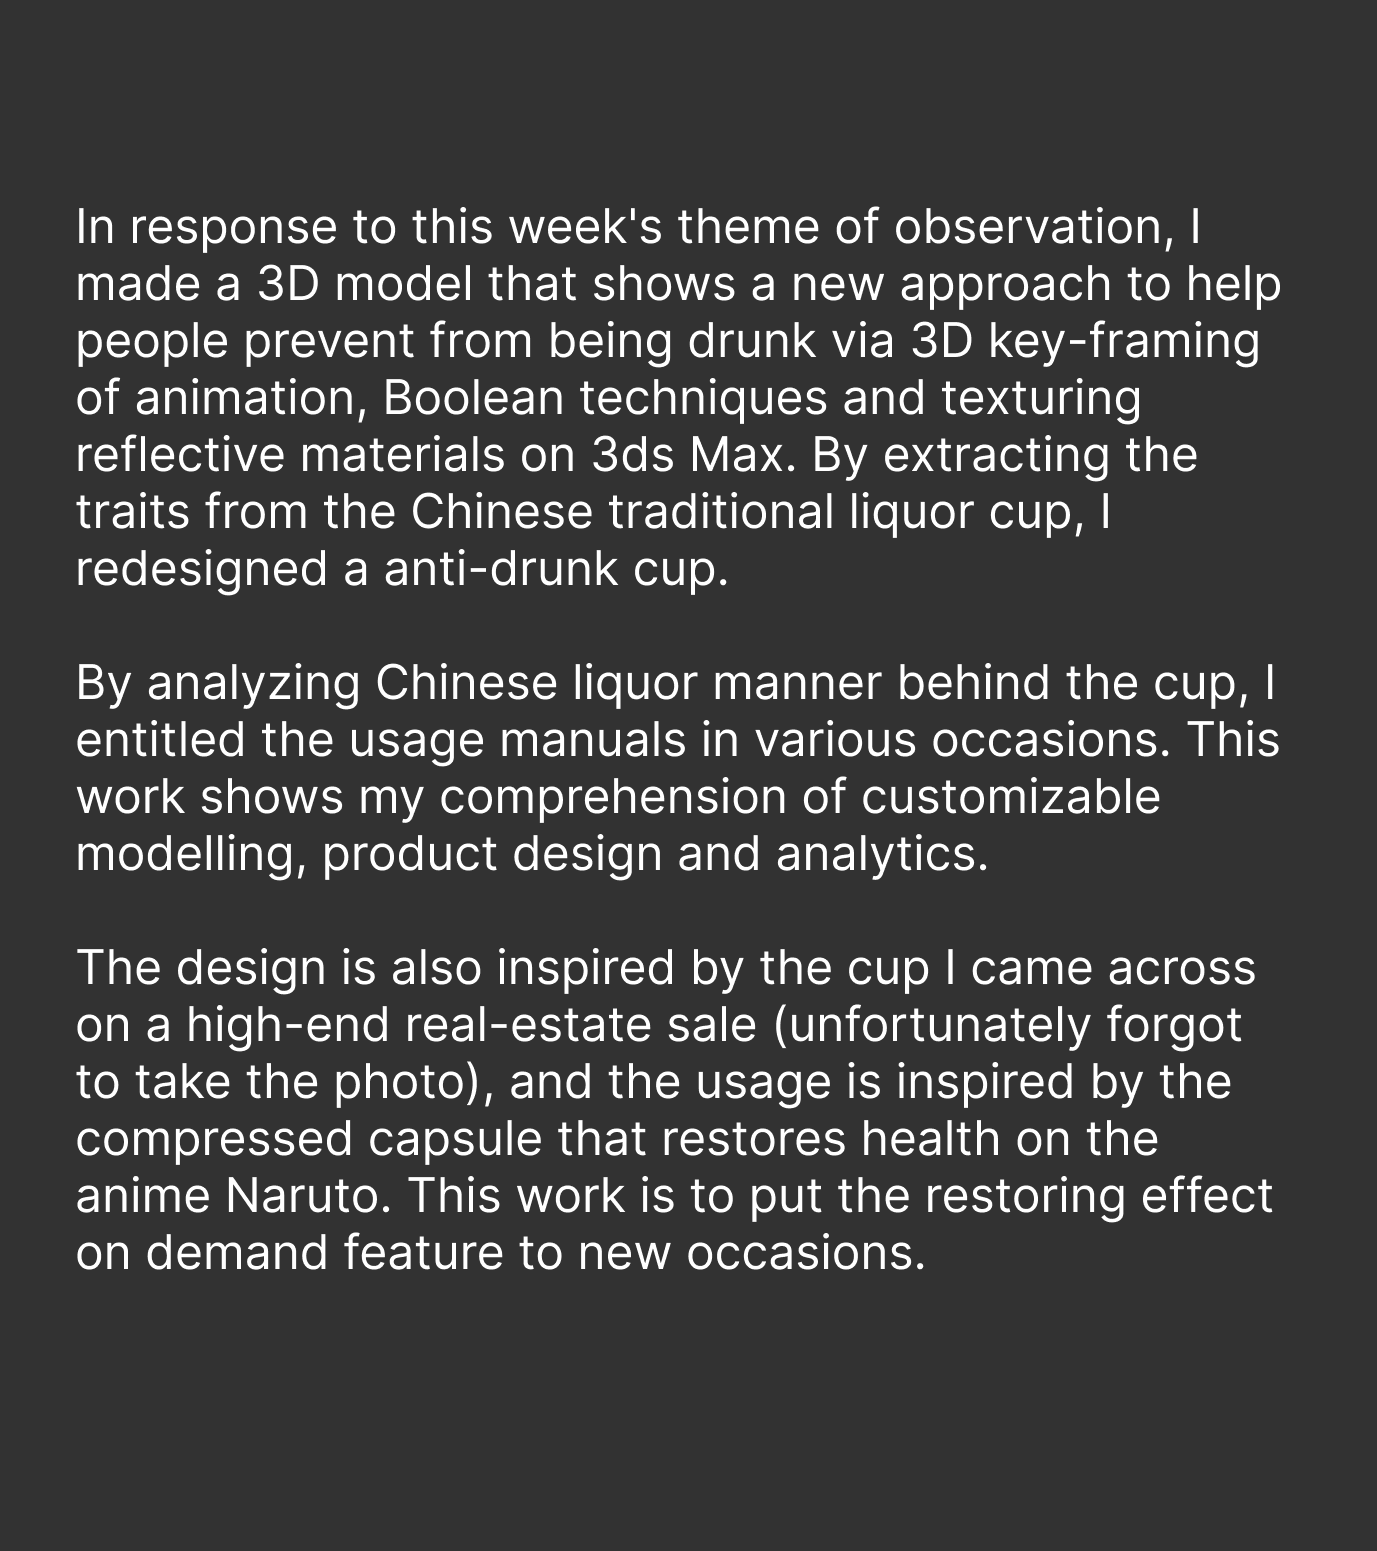 In response to this week's theme of observation, I
made a 3D model that shows a new approach to help
people prevent from being drunk via 3D key-framing
of animation, Boolean techniques and texturing
reflective materials on 3ds Max. By extracting the
traits from the Chinese traditional liquor cup, I
redesigned a anti-drunk cup.

By analyzing Chinese liquor manner behind the cup, I
entitled the usage manuals in various occasions. This
work shows my comprehension of customizable
modelling, product design and analytics.

The design is also inspired by the cup I came across
on a high-end real-estate sale (unfortunately forgot
to take the photo), and the usage is inspired by the
compressed capsule that restores health on the
anime Naruto. This work is to put the restoring effect
on demand feature to new occasions.